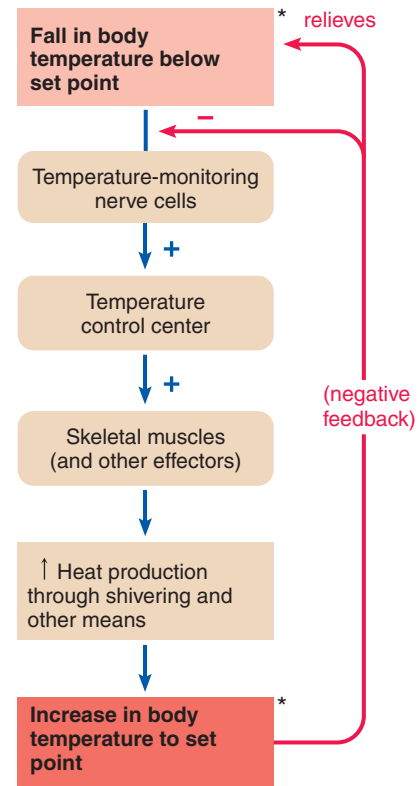 Fall in body
temperature below
set point
* relieves
–
Temperature-monitoring
nerve cells
+
Temperature
control center
+
(negative
feedback)
Skeletal muscles
(and other effectors)
↑ Heat production
through shivering and
other means
*
Increase in body
temperature to set
point